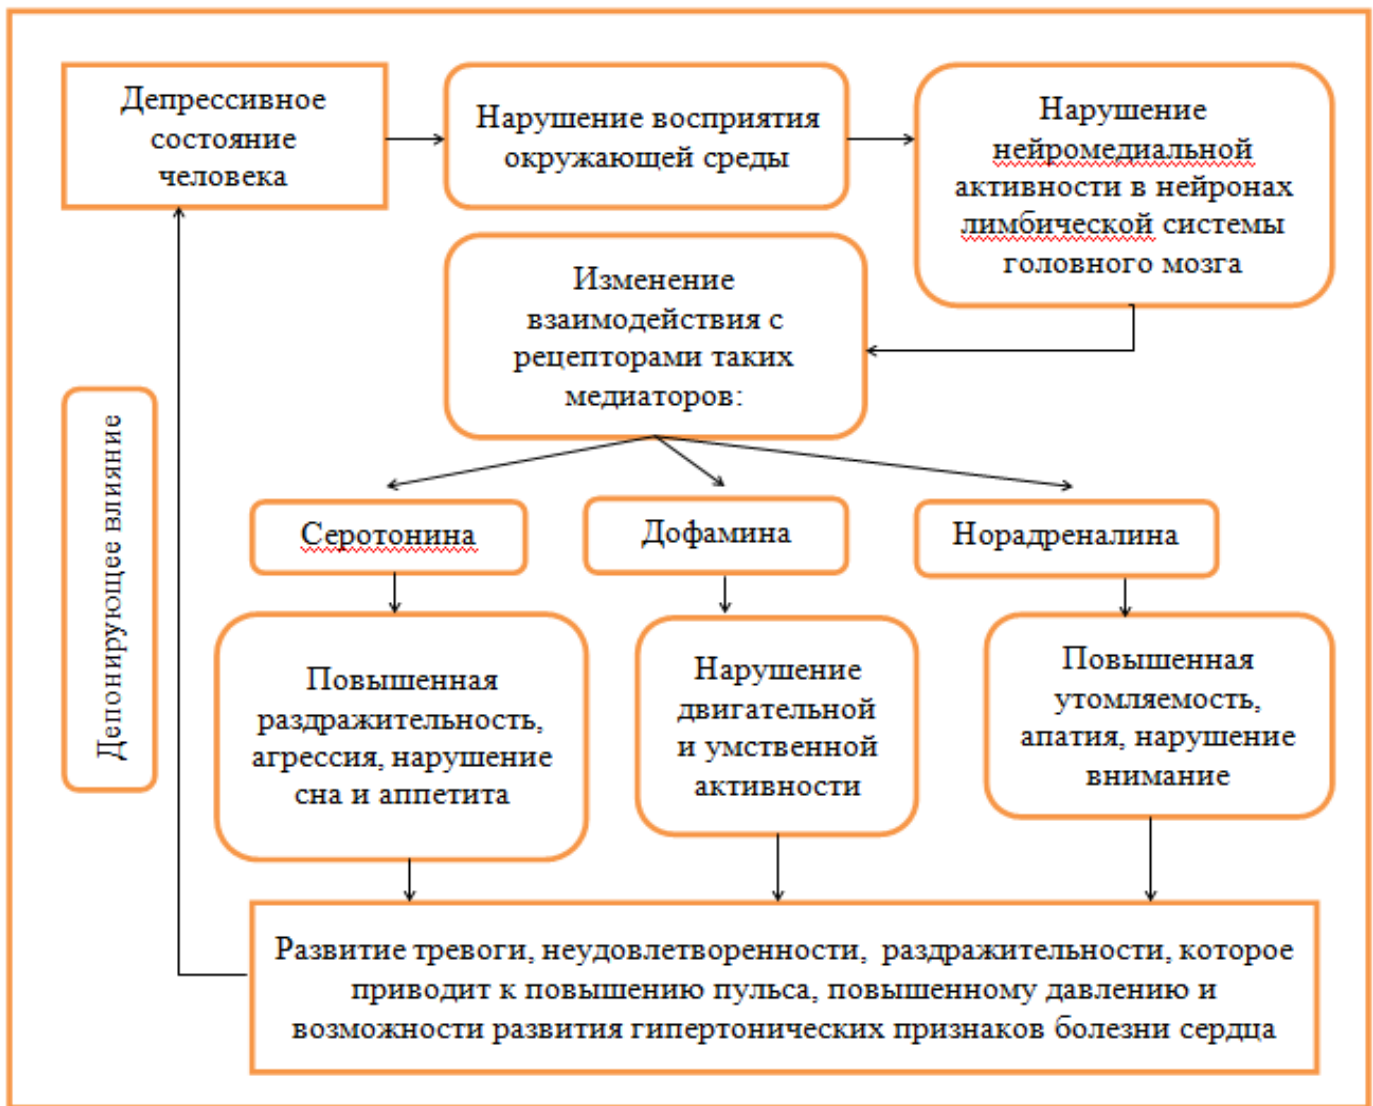 Депрессивное
состояние
человека
Нарушение восприятия
окружающей среды
Нарушение
нейромедиальной
активности в нейронах
лимбической системы
головного мозга
Изменение
взаимодействия с
рецепторами таких
медиаторов:
Депонирующее влияние
Серотонина
Дофамина
Норадреналина
Повышенная
раздражительность,
агрессия, нарушение
сна и аппетита
Нарушение
двигательной
и умственной
активности
Повышенная
утомляемость,
апатия, нарушение
внимание
Развитие тревоги, неудовлетворенности, раздражительности, которое
приводит к повышению пульса, повышенному давлению и
возможности развития гипертонических признаков болезни сердца